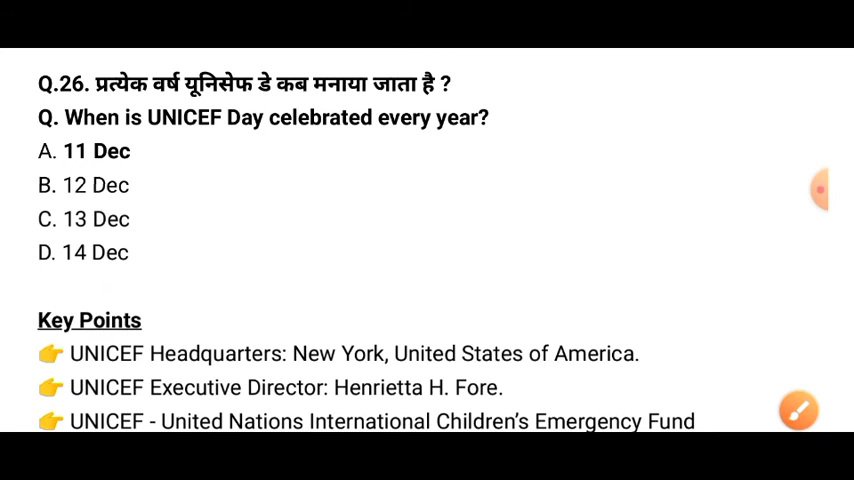 Q.26. प्रत्येक वर्ष यूनिसेफ डे कब मनाया जाता है ?
Q. When is UNICEF Day celebrated every year?
A. 11 Dec
B. 12 Dec
C. 13 Dec
D. 14 Dec
Key Points
👉 UNICEF Headquarters: New York, United States of America.
👉 UNICEF Executive Director: Henrietta H. Fore.
👉 UNICEF - United Nations International Children’s Emergency Fund